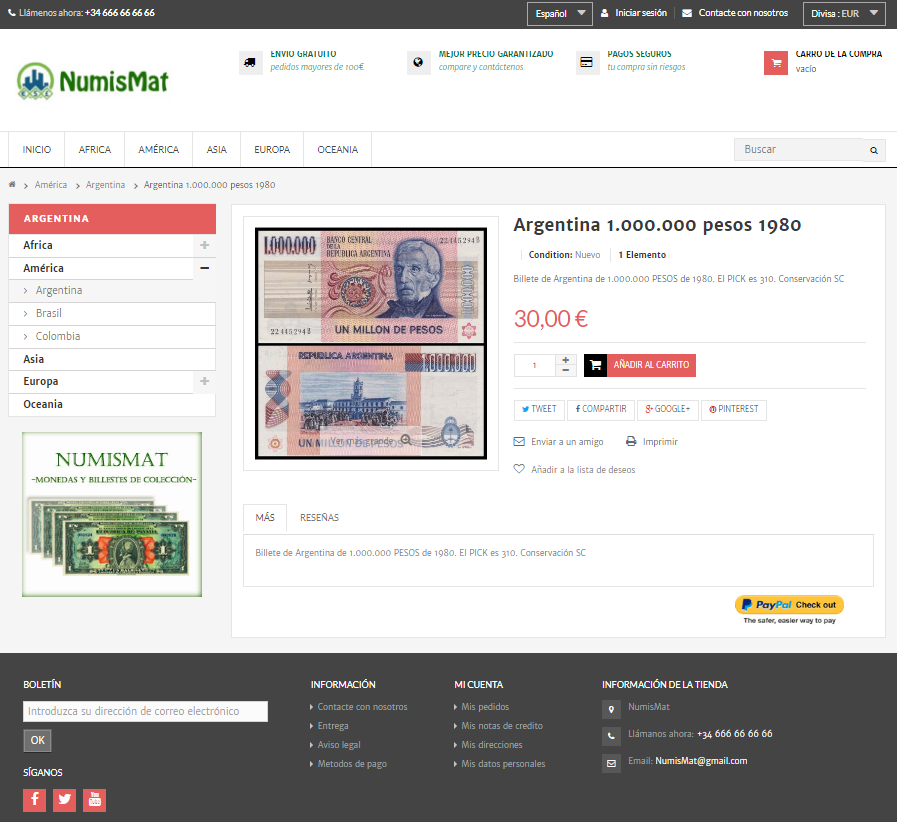 Llámenos ahora: +34 666 66 66 66
Español
Iniciar sesión
Contacte con nosotros
Divisa : EUR
NumisMat
ENVIO GRATUITO
pedidos mayores de 100€
MEJOR PRECIO GARANTIZADO
compare y contáctenos
PAGOS SEGUROS
tu compra sin riesgos
CARRO DE LA COMPRA
vacío
INICIO
AFRICA
AMÉRICA
ASIA
EUROPA
OCEANIA
Buscar
América
Argentina
Argentina 1.000.000 pesos 1980
ARGENTINA
Africa
América
Argentina
Brasil
Colombia
Asia
Europa
Oceania
NUMISMAT
-MONEDAS Y BILLESTES DE COLECCIÓN-
1.000.000
BANCO CENTRAL
DE LA
REPUBLICA ARGENTINA
22445294B
22445294B
UN MILLON DE PESOS
REPUBLICA ARGENTINA
1.000.000
Ver más grande
Argentina 1.000.000 pesos 1980
Condition: Nuevo
1 Elemento
Billete de Argentina de 1.000.000 PESOS de 1980. El PICK es 310. Conservación SC
30,00 €
1
AÑADIR AL CARRITO
TWEET
COMPARTIR
GOOGLE+
PINTEREST
Enviar a un amigo
Imprimir
Añadir a la lista de deseos
MÁS
RESEÑAS
Billete de Argentina de 1.000.000 PESOS de 1980. El PICK es 310. Conservación SC
PayPal Check out
The safer, easier way to pay
BOLETÍN
Introduzca su dirección de correo electrónico
OK
SÍGANOS
INFORMACIÓN
Contacte con nosotros
Entrega
Aviso legal
Metodos de pago
MI CUENTA
Mis pedidos
Mis notas de credito
Mis direcciones
Mis datos personales
INFORMACIÓN DE LA TIENDA
NumisMat
Llámanos ahora: +34 666 66 66 66
Email: NumisMat@gmail.com